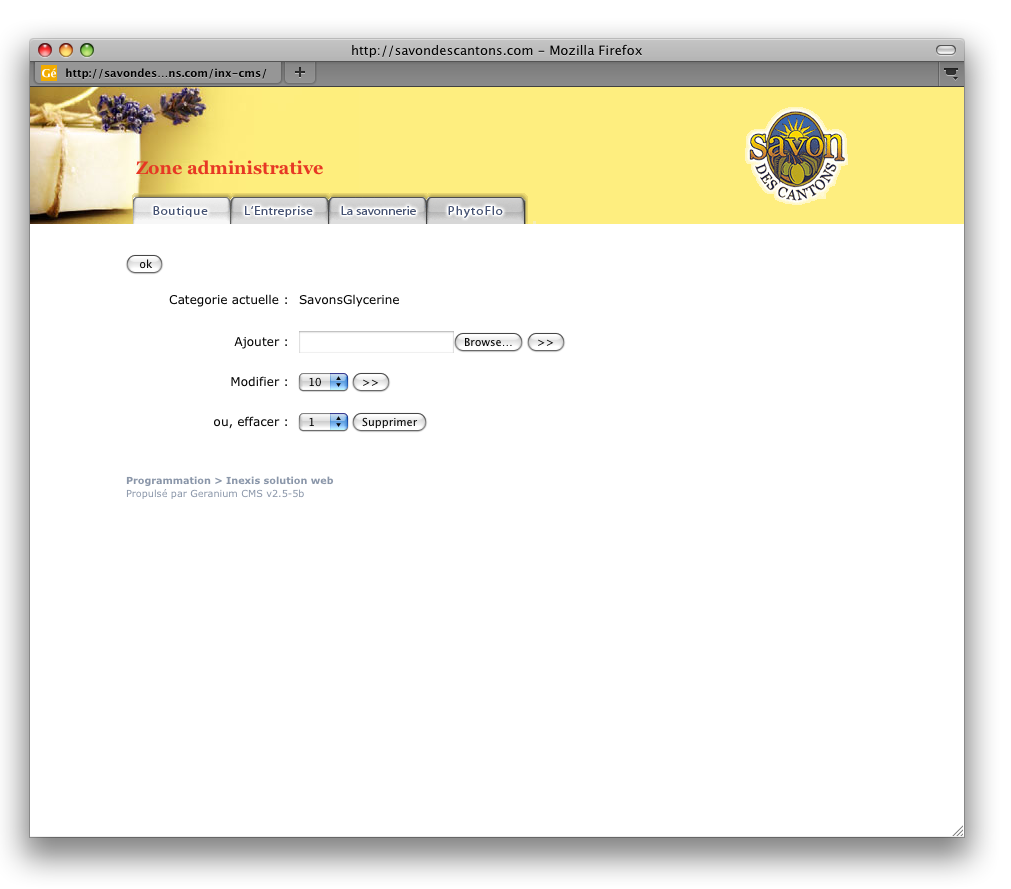 http://savondescantons.com – Mozilla Firefox
Gé http://savondes...ns.com/inx-cms/ +
Zone administrative
savon
DES CANTONS
Boutique L'Entreprise La savonnerie PhytoFlo
ok
Categorie actuelle : SavonsGlycerine
Ajouter : Browse... >>
Modifier : 10 >>
ou, effacer : 1 Supprimer
Programmation > Inexis solution web
Propulsé par Geranium CMS v2.5-5b